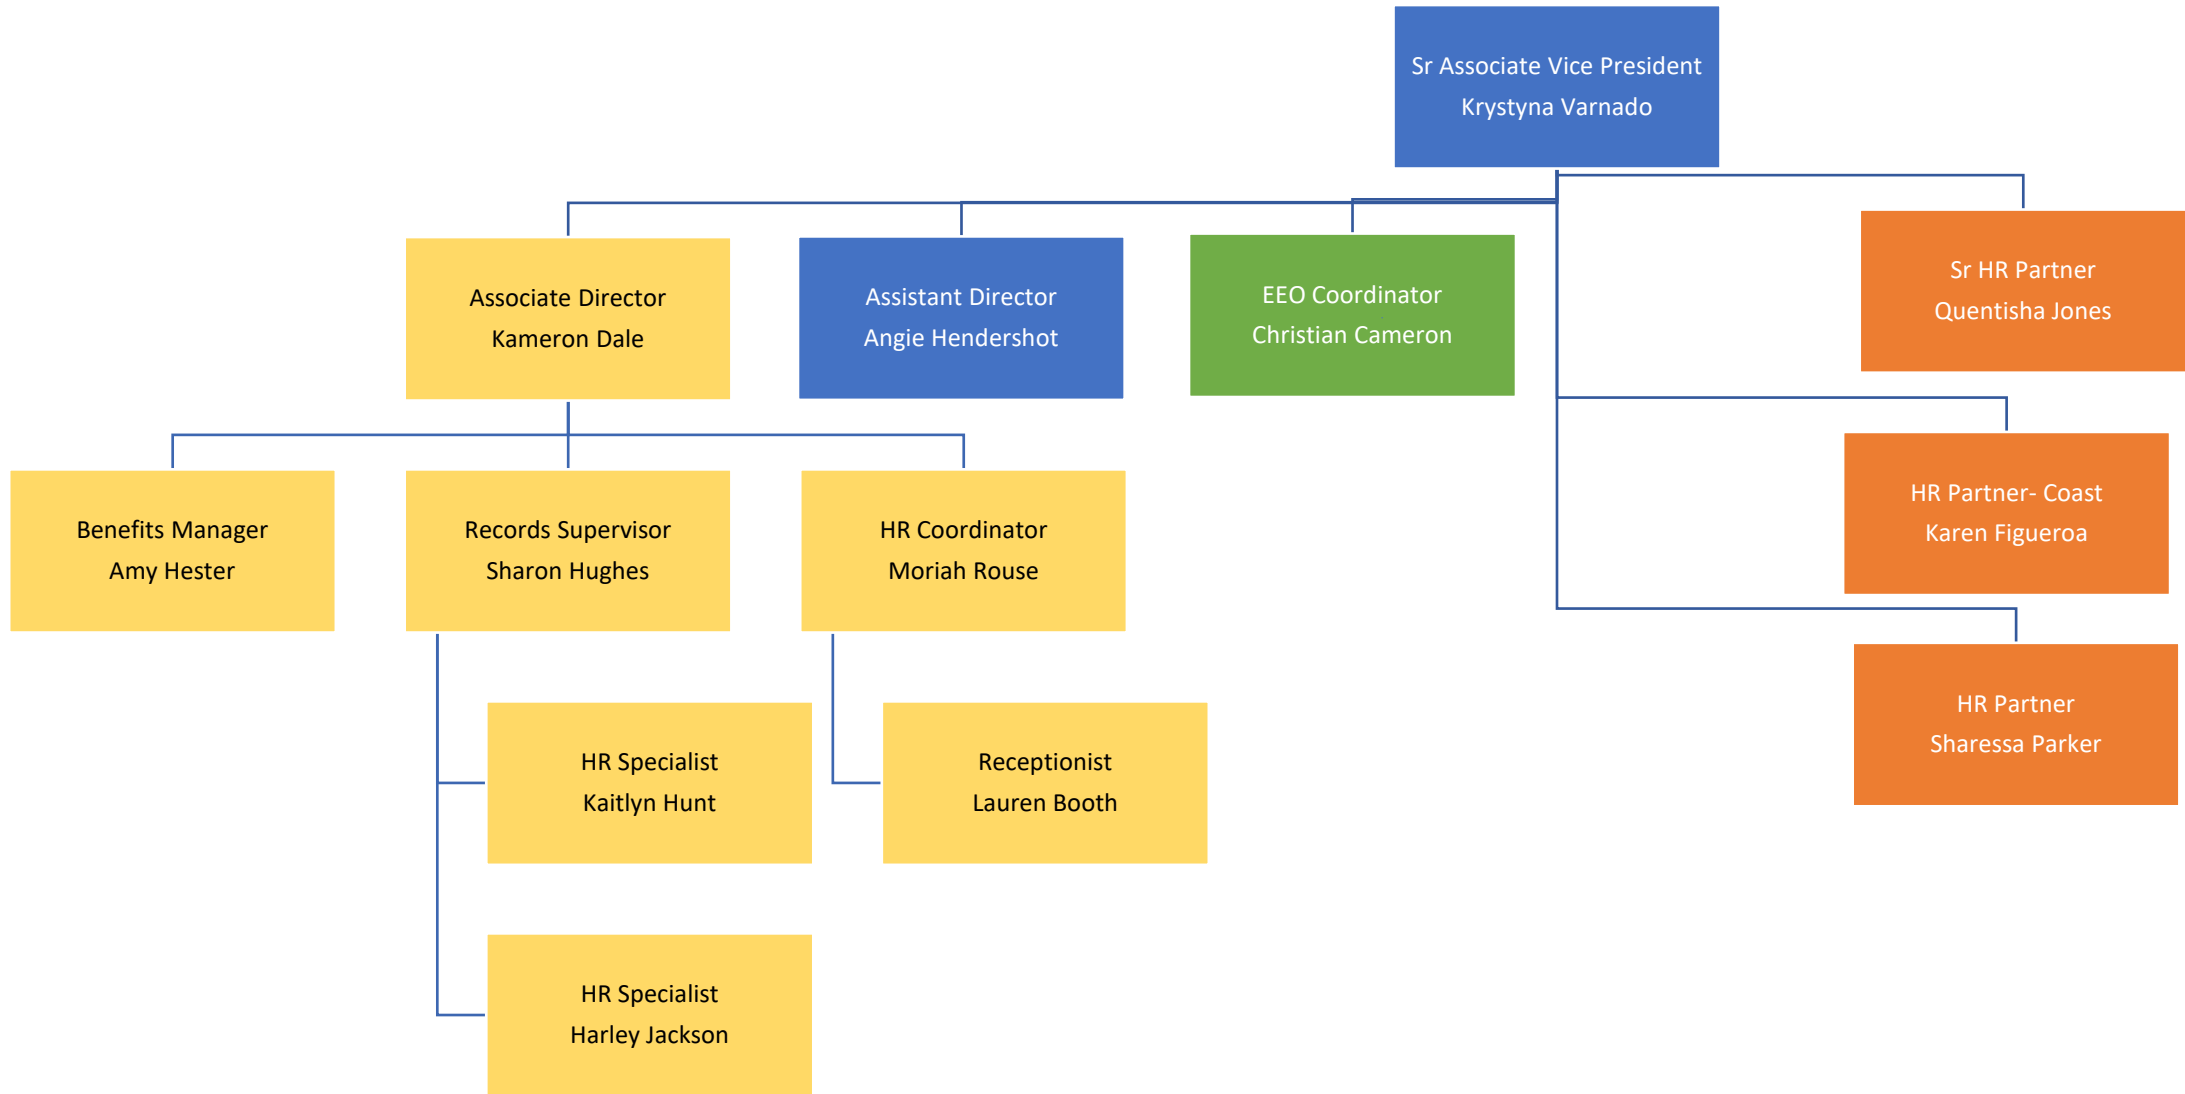 Sr Associate Vice President
Krystyna Varnado
Associate Director
Kameron Dale
Assistant Director
Angie Hendershot
EEO Coordinator
Christian Cameron
Sr HR Partner
Quentisha Jones
Benefits Manager
Amy Hester
Records Supervisor
Sharon Hughes
HR Coordinator
Moriah Rouse
HR Partner- Coast
Karen Figueroa
HR Specialist
Kaitlyn Hunt
Receptionist
Lauren Booth
HR Partner
Sharessa Parker
HR Specialist
Harley Jackson